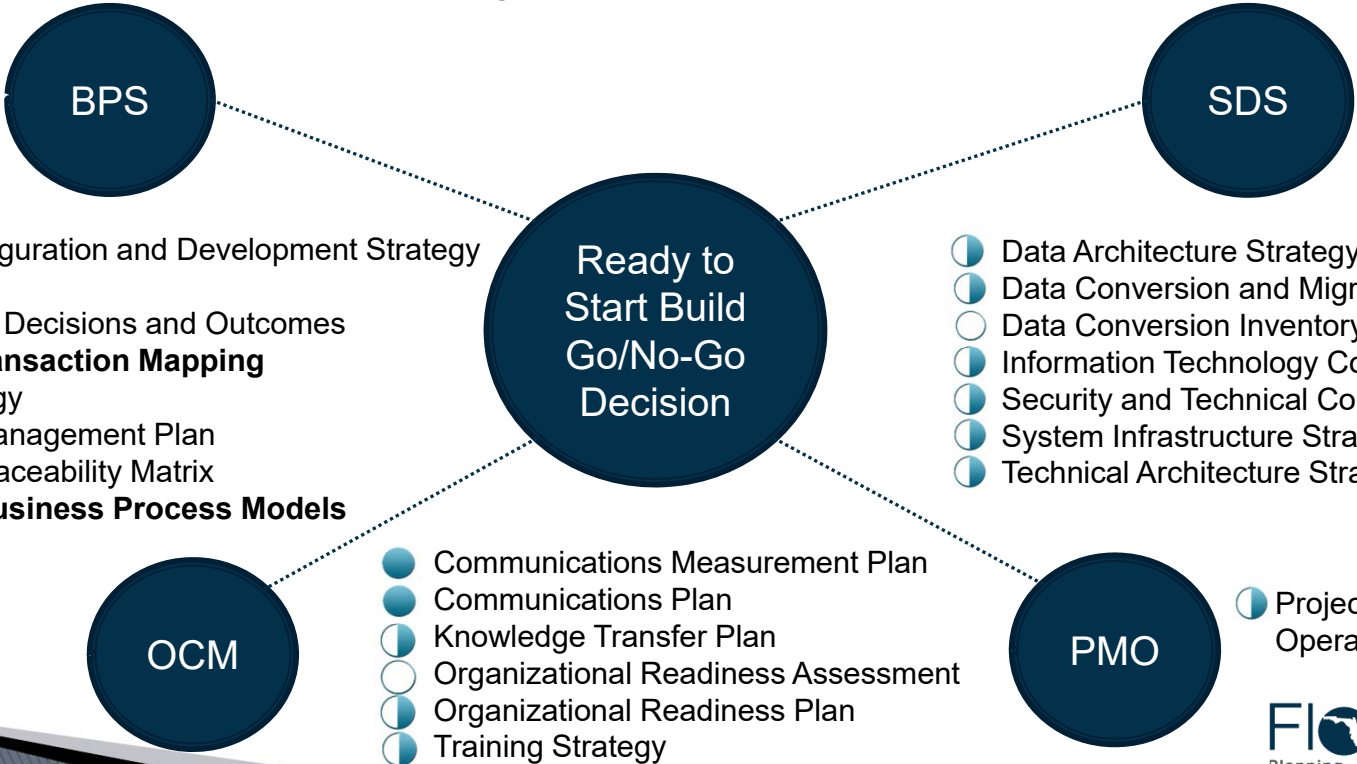 BPS
SDS
Ready to
Start Build
Go/No-Go
Decision
guration and Development Strategy
Decisions and Outcomes
ansaction Mapping
gy
anagement Plan
aceability Matrix
usiness Process Models
Data Architecture Strategy
Data Conversion and Migr
Data Conversion Inventory
Information Technology Co
Security and Technical Co
System Infrastructure Stra
Technical Architecture Stra
OCM
Communications Measurement Plan
Communications Plan
Knowledge Transfer Plan
Organizational Readiness Assessment
Organizational Readiness Plan
Training Strategy
PMO
Projec
Opera
Fl